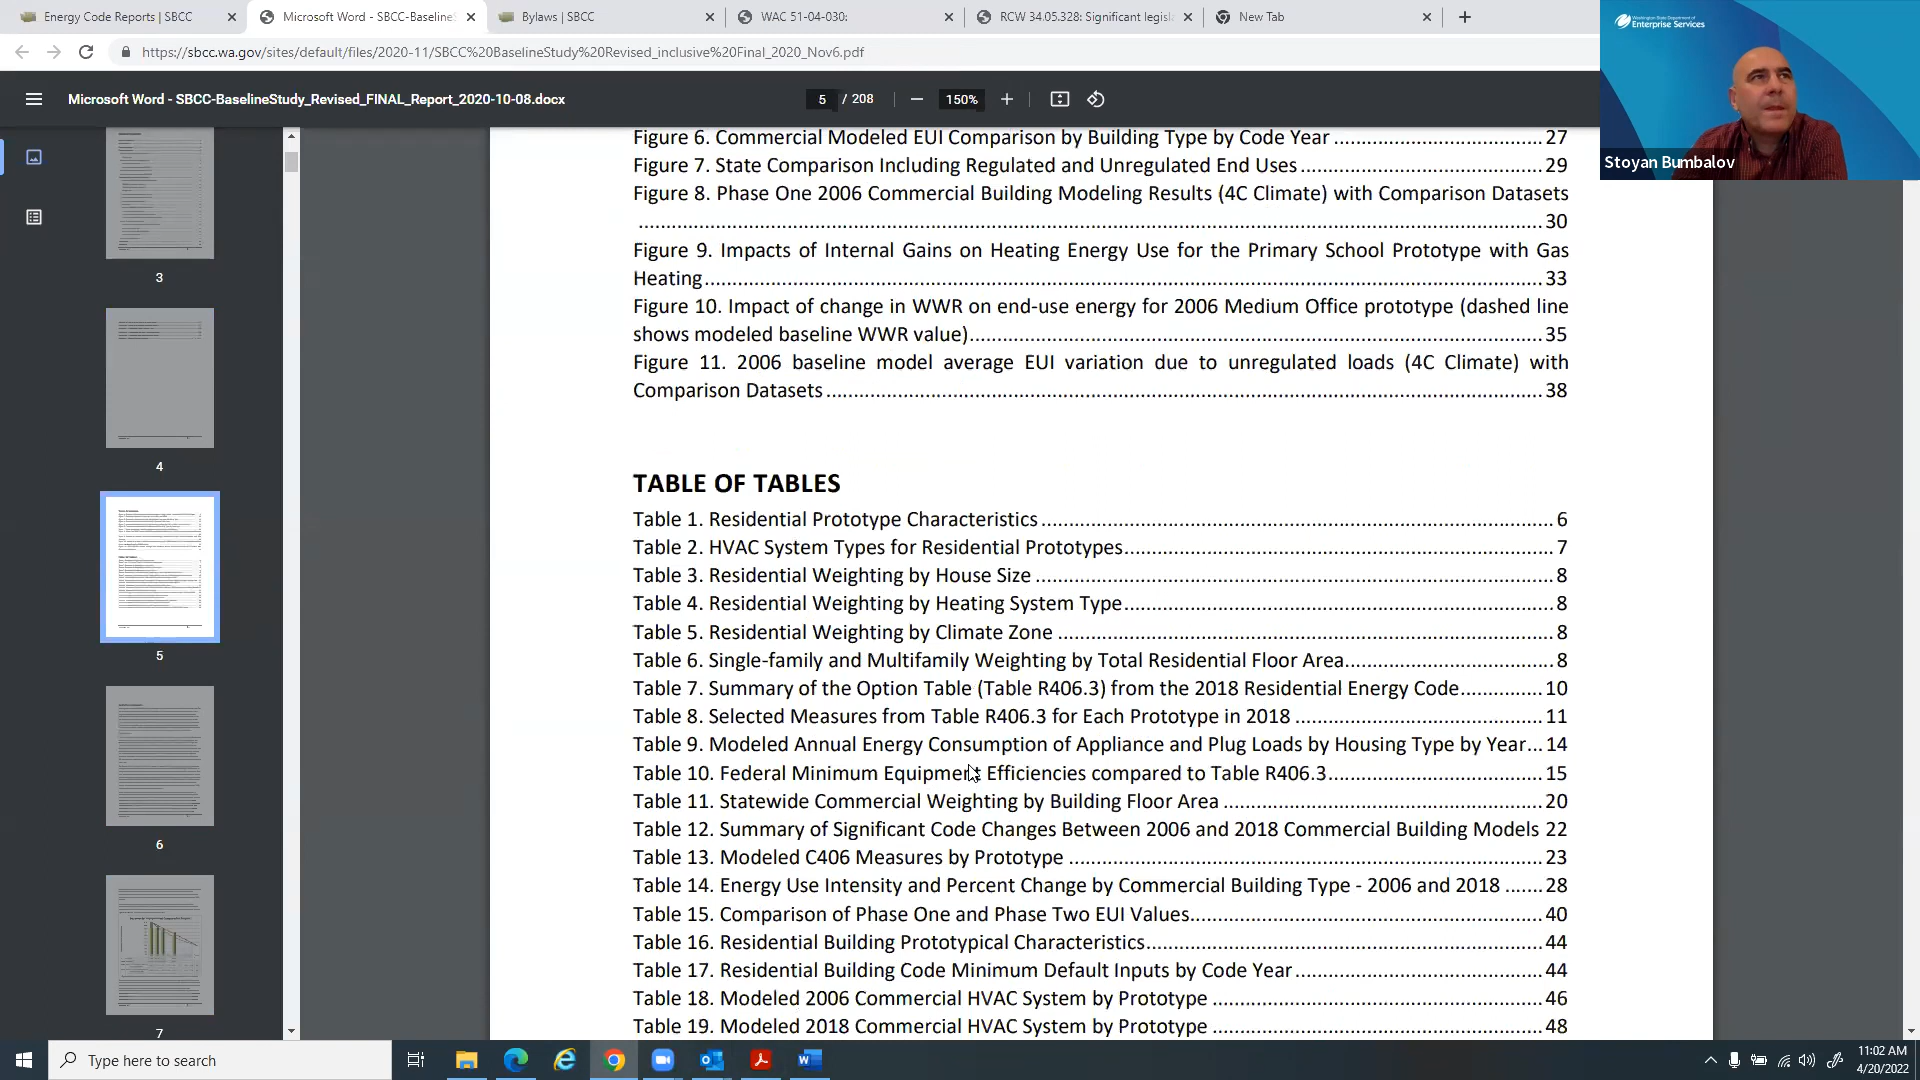 Energy Code Reports | SBCC
Microsoft Word - SBCC-Baseline
Bylaws | SBCC
WAC 51-04-030:
RCW 34.05.328: Significant legisl
New Tab
https://sbcc.wa.gov/sites/default/files/2020-11/SBCC%20BaselineStudy%20Revised_inclusive%20Final_2020_Nov6.pdf
Enterprise Services
Microsoft Word - SBCC-BaselineStudy_Revised_FINAL_Report_2020-10-08.docx
5 / 208
150%
Stoyan Bumbalov
3
4
5
6
7
Figure 6. Commercial Modeled EUI Comparison by Building Type by Code Year ........ 27
Figure 7. State Comparison Including Regulated and Unregulated End Uses ........ 29
Figure 8. Phase One 2006 Commercial Building Modeling Results (4C Climate) with Comparison Datasets
........ 30
Figure 9. Impacts of Internal Gains on Heating Energy Use for the Primary School Prototype with Gas
Heating ........ 33
Figure 10. Impact of change in WWR on end-use energy for 2006 Medium Office prototype (dashed line
shows modeled baseline WWR value) ........ 35
Figure 11. 2006 baseline model average EUI variation due to unregulated loads (4C Climate) with
Comparison Datasets ........ 38
TABLE OF TABLES
Table 1. Residential Prototype Characteristics ........ 6
Table 2. HVAC System Types for Residential Prototypes ........ 7
Table 3. Residential Weighting by House Size ........ 8
Table 4. Residential Weighting by Heating System Type ........ 8
Table 5. Residential Weighting by Climate Zone ........ 8
Table 6. Single-family and Multifamily Weighting by Total Residential Floor Area ........ 8
Table 7. Summary of the Option Table (Table R406.3) from the 2018 Residential Energy Code ........ 10
Table 8. Selected Measures from Table R406.3 for Each Prototype in 2018 ........ 11
Table 9. Modeled Annual Energy Consumption of Appliance and Plug Loads by Housing Type by Year... 14
Table 10. Federal Minimum Equipment Efficiencies compared to Table R406.3 ........ 15
Table 11. Statewide Commercial Weighting by Building Floor Area ........ 20
Table 12. Summary of Significant Code Changes Between 2006 and 2018 Commercial Building Models 22
Table 13. Modeled C406 Measures by Prototype ........ 23
Table 14. Energy Use Intensity and Percent Change by Commercial Building Type - 2006 and 2018 ....... 28
Table 15. Comparison of Phase One and Phase Two EUI Values ........ 40
Table 16. Residential Building Prototypical Characteristics ........ 44
Table 17. Residential Building Code Minimum Default Inputs by Code Year ........ 44
Table 18. Modeled 2006 Commercial HVAC System by Prototype ........ 46
Table 19. Modeled 2018 Commercial HVAC System by Prototype ........ 48
Type here to search
11:02 AM
4/20/2022